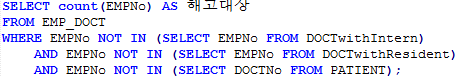 SELECT count(EMPNo) AS 해고대상
FROM EMP_DOCT
WHERE EMPNo NOT IN (SELECT EMPNo FROM DOCTwithIntern)
AND EMPNo NOT IN (SELECT EMPNo FROM DOCTwithResident)
AND EMPNo NOT IN (SELECT DOCTNo FROM PATIENT);